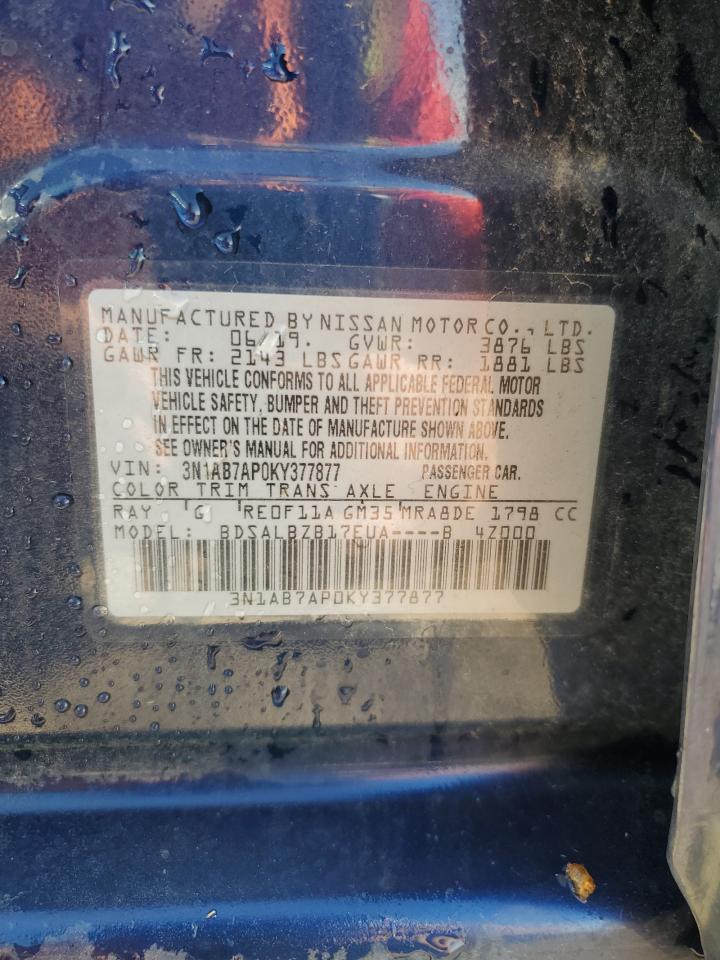 MANUFACTURED BY NISSAN MOTOR CO., LTD.
DATE: 06/19. GVWR: 3876 LBS
GAWR FR: 2143 LBS GAWR RR: 1881 LBS
THIS VEHICLE CONFORMS TO ALL APPLICABLE FEDERAL MOTOR
VEHICLE SAFETY, BUMPER AND THEFT PREVENTION STANDARDS
IN EFFECT ON THE DATE OF MANUFACTURE SHOWN ABOVE.
SEE OWNER'S MANUAL FOR ADDITIONAL INFORMATION.
VIN: 3N1AB7AP0KY377877 PASSENGER CAR.
COLOR TRIM TRANS AXLE ENGINE
RAY G RE0F11A GM35 MRA8DE 1798 CC
MODEL: BDSALBZB17EUA----B 4Z000
3N1AB7AP0KY377877